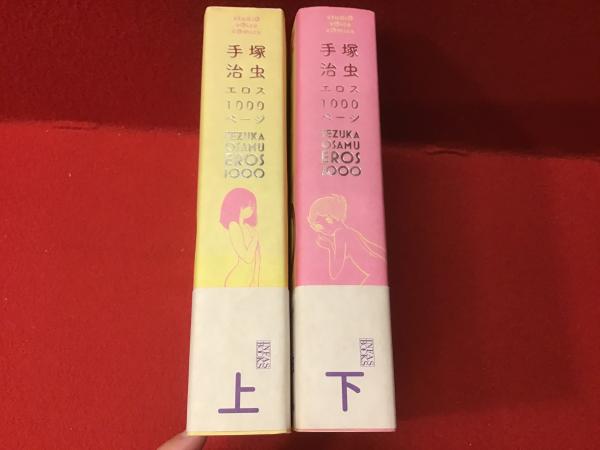 studio
voice
comics
手塚
治虫
エロス
1000
ページ
TEZUKA
OSAMU
EROS
1000
INFAS
BOOKS
上
studio
voice
comics
手塚
治虫
エロス
1000
ページ
TEZUKA
OSAMU
EROS
1000
INFAS
BOOKS
下